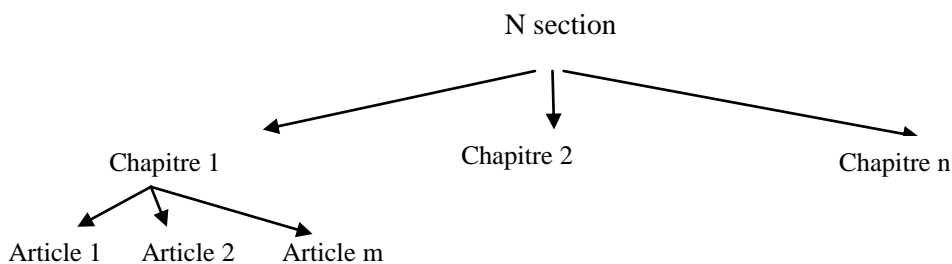 N section
Chapitre 1
Chapitre 2
Chapitre n
Article 1
Article 2
Article m